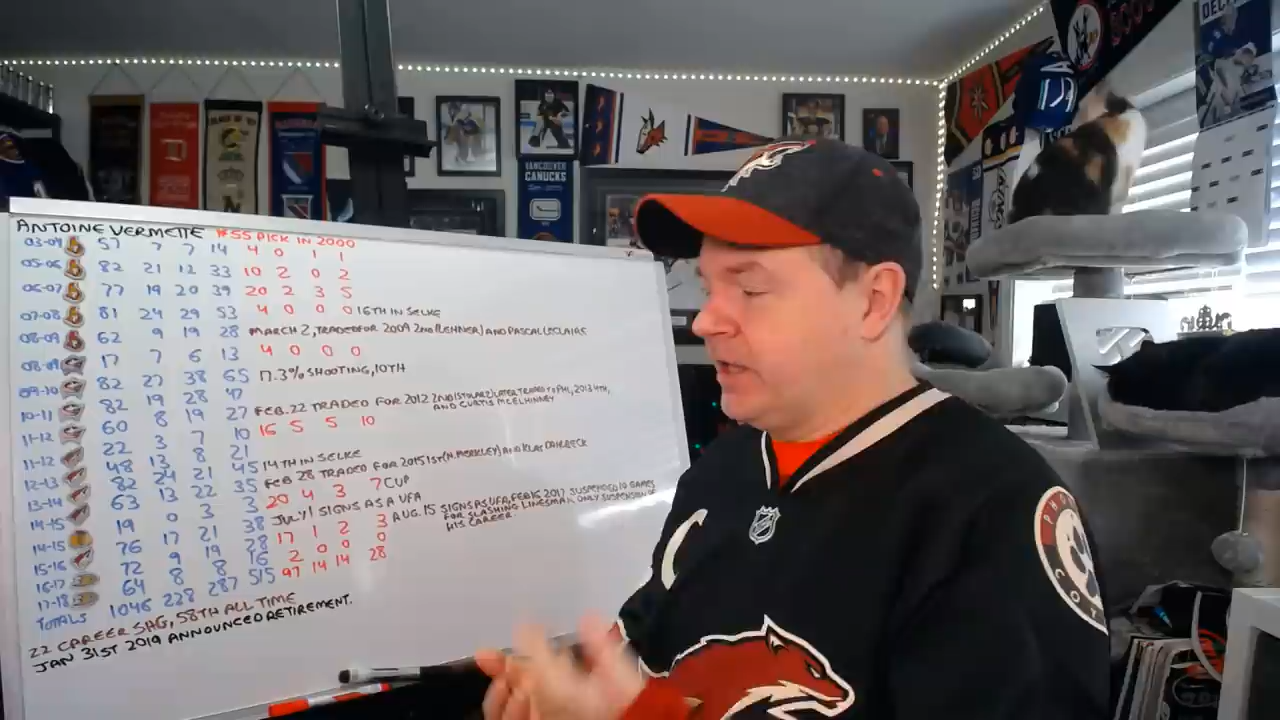 ANTOINE VERMETTE #55 PICK IN 2000
03-04 57 7 7 14 4 0 1 1
05-06 82 21 12 33 10 2 0 2
06-07 77 19 20 39 20 2 3 5
07-08 81 24 29 53 4 0 0 0 16TH IN SELKE
08-09 62 9 19 28 MARCH 2, TRADED FOR 2009 2ND (LEHNER) AND PASCAL LECLAIRE
08-09 17 7 6 13 4 0 0 0
09-10 82 27 38 65 17.3% SHOOTING, 10TH
10-11 82 19 28 47
11-12 60 8 19 27 FEB. 22 TRADED FOR 2012 2ND (STOLARZ) LATER TRADED TO PHI, 2013 4TH,
AND CURTIS MCELHINNEY
11-12 22 3 7 10 16 5 5 10
12-13 48 13 8 21
13-14 82 24 21 45 14TH IN SELKE
14-15 63 13 22 35 FEB 28 TRADED FOR 2015 1ST (N. MERKLEY) AND KLAS DAHLBECK
14-15 19 0 3 3 20 4 3 7 CUP
15-16 76 17 21 38 JULY 1 SIGNS AS A UFA
16-17 72 9 19 28 17 1 2 3 AUG. 15 SIGNS AS UFA, FEB 16 2017 SUSPENDED 10 GAMES
FOR SLASHING LINESMAN, ONLY SUSPENSION OF
HIS CAREER.
17-18 64 8 8 16 2 0 0 0
TOTALS 1046 228 287 515 97 14 14 28
22 CAREER SHG, 58TH ALL TIME
JAN 31ST 2019 ANNOUNCED RETIREMENT.
VANCOUVER
CANUCKS
NHL
C